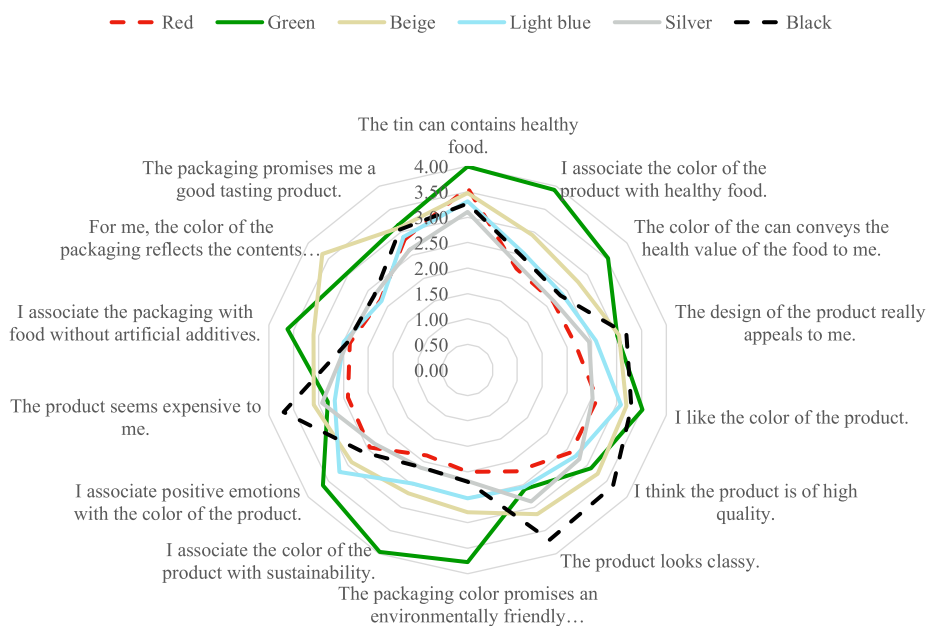 Red Green Beige Light blue Silver Black
The tin can contains healthy
food.
I associate the color of the
product with healthy food.
The color of the can conveys the
health value of the food to me.
The design of the product really
appeals to me.
I like the color of the product.
I think the product is of high
quality.
The product looks classy.
The packaging color promises an
environmentally friendly…
I associate the color of the
product with sustainability.
I associate positive emotions
with the color of the product.
The product seems expensive to
me.
I associate the packaging with
food without artificial additives.
For me, the color of the
packaging reflects the contents…
The packaging promises me a
good tasting product.
4.00
3.50
3.00
2.50
2.00
1.50
1.00
0.50
0.00